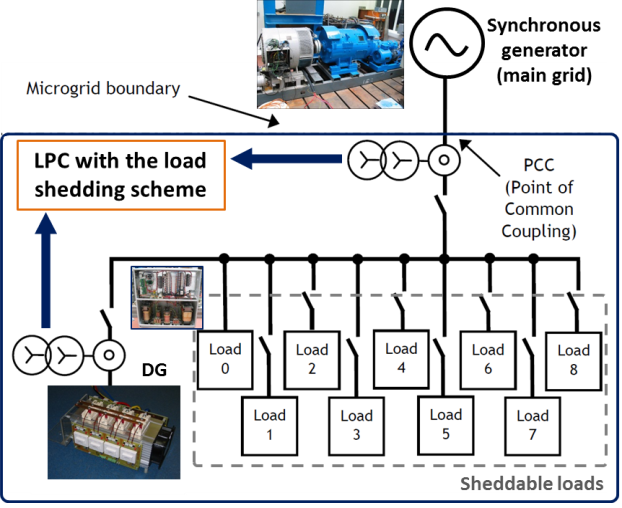 Synchronous
generator
(main grid)
Microgrid boundary
LPC with the load
shedding scheme
PCC
(Point of
Common
Coupling)
DG
Load
0
Load
1
Load
2
Load
3
Load
4
Load
5
Load
6
Load
7
Load
8
Sheddable loads